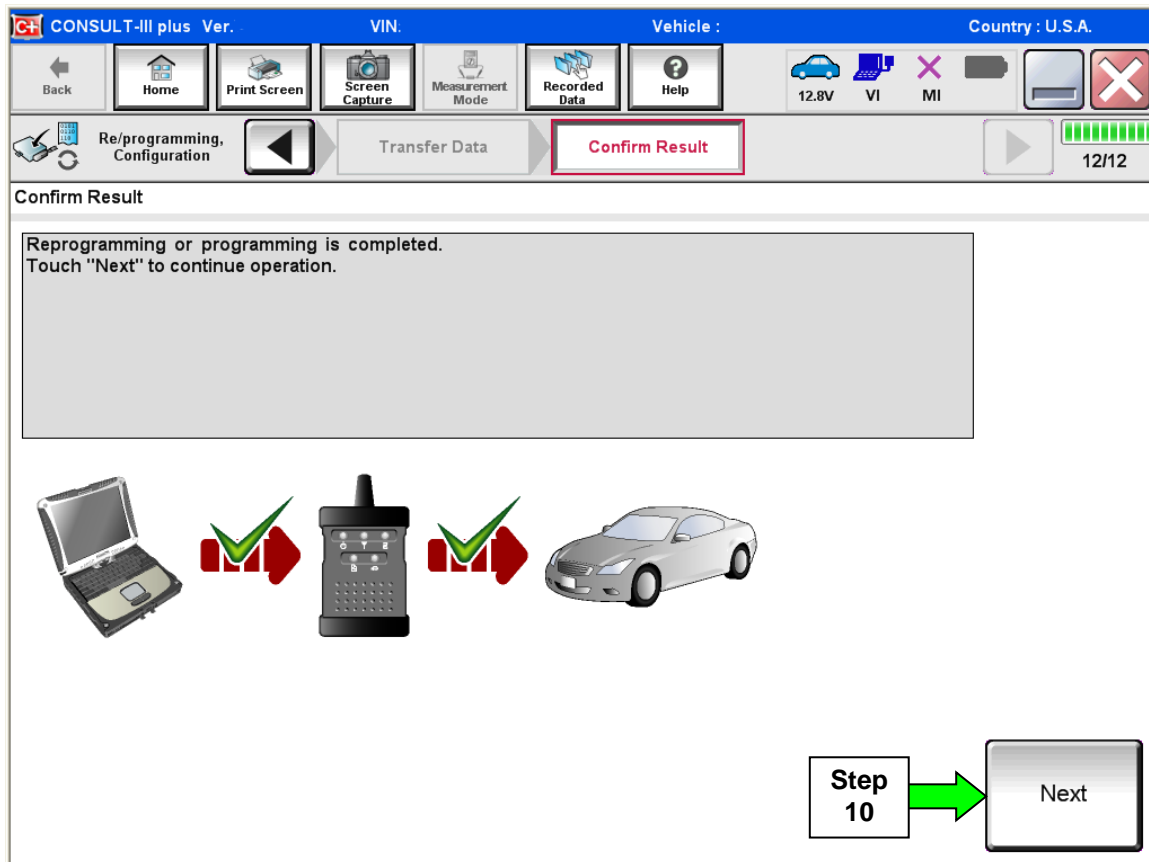 C+ CONSULT-III plus Ver. - VIN: Vehicle : Country : U.S.A.
Back
Home
Print Screen
Screen
Capture
Measurement
Mode
Recorded
Data
Help
12.8V
VI
MI
Re/programming,
Configuration
Transfer Data
Confirm Result
12/12
Confirm Result
Reprogramming or programming is completed.
Touch "Next" to continue operation.
Step
10
Next